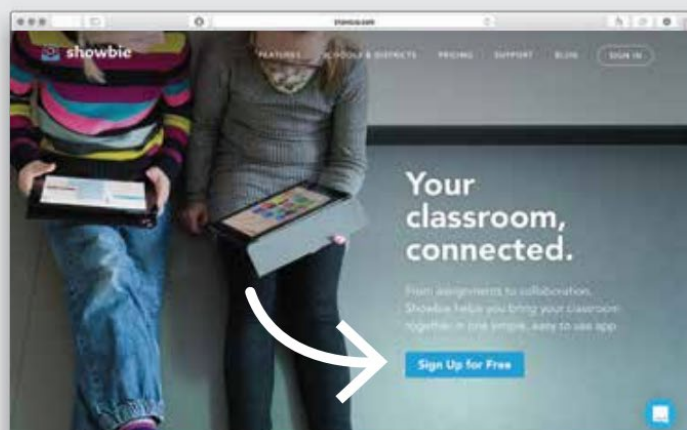 showbie
FEATURES SCHOOLS & DISTRICTS PRICING SUPPORT BLOG SIGN IN
Your
classroom,
connected.
From assignments to collaboration,
Showbie helps you bring your classroom
together in one simple, easy to use app.
Sign Up for Free